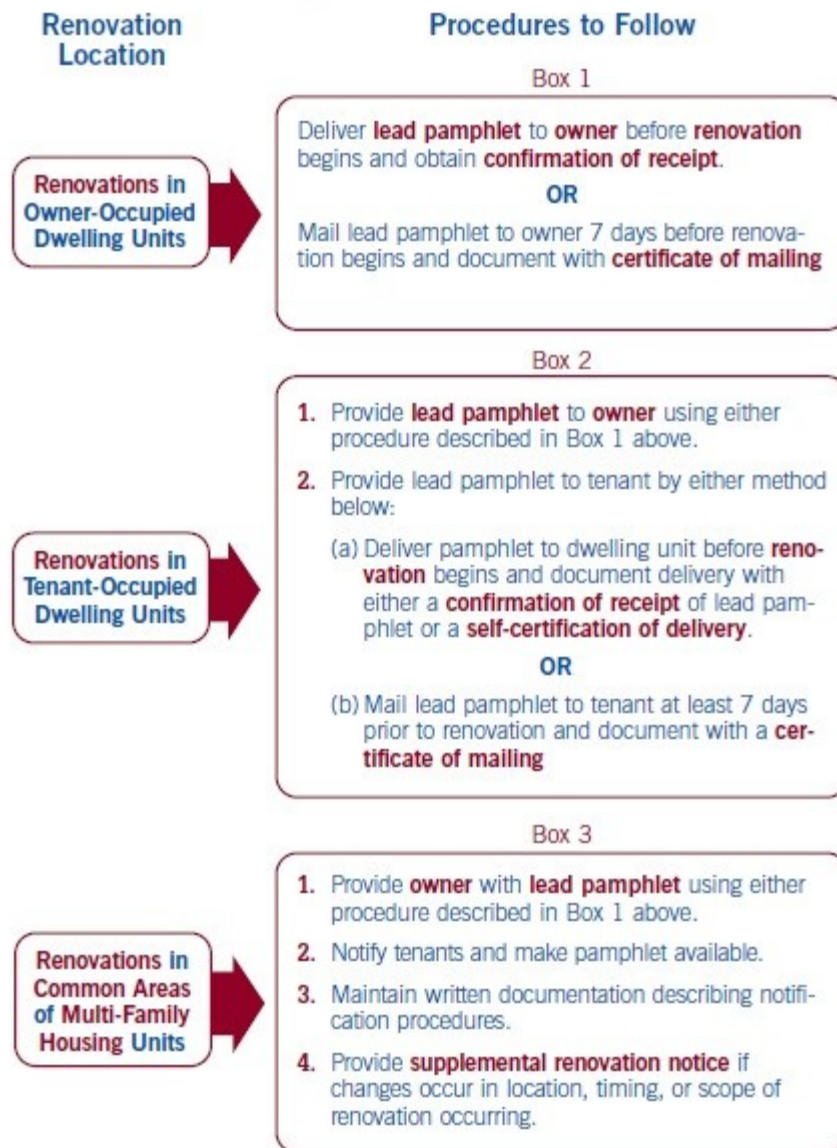 Renovation
Location
Procedures to Follow
Box 1
Renovations in
Owner-Occupied
Dwelling Units
Deliver lead pamphlet to owner before renovation
begins and obtain confirmation of receipt.
OR
Mail lead pamphlet to owner 7 days before renova-
tion begins and document with certificate of mailing
Box 2
Renovations in
Tenant-Occupied
Dwelling Units
1. Provide lead pamphlet to owner using either
procedure described in Box 1 above.
2. Provide lead pamphlet to tenant by either method
below:
(a) Deliver pamphlet to dwelling unit before reno-
vation begins and document delivery with
either a confirmation of receipt of lead pam-
phlet or a self-certification of delivery.
OR
(b) Mail lead pamphlet to tenant at least 7 days
prior to renovation and document with a cer-
tificate of mailing
Box 3
Renovations in
Common Areas
of Multi-Family
Housing Units
1. Provide owner with lead pamphlet using either
procedure described in Box 1 above.
2. Notify tenants and make pamphlet available.
3. Maintain written documentation describing notifi-
cation procedures.
4. Provide supplemental renovation notice if
changes occur in location, timing, or scope of
renovation occurring.